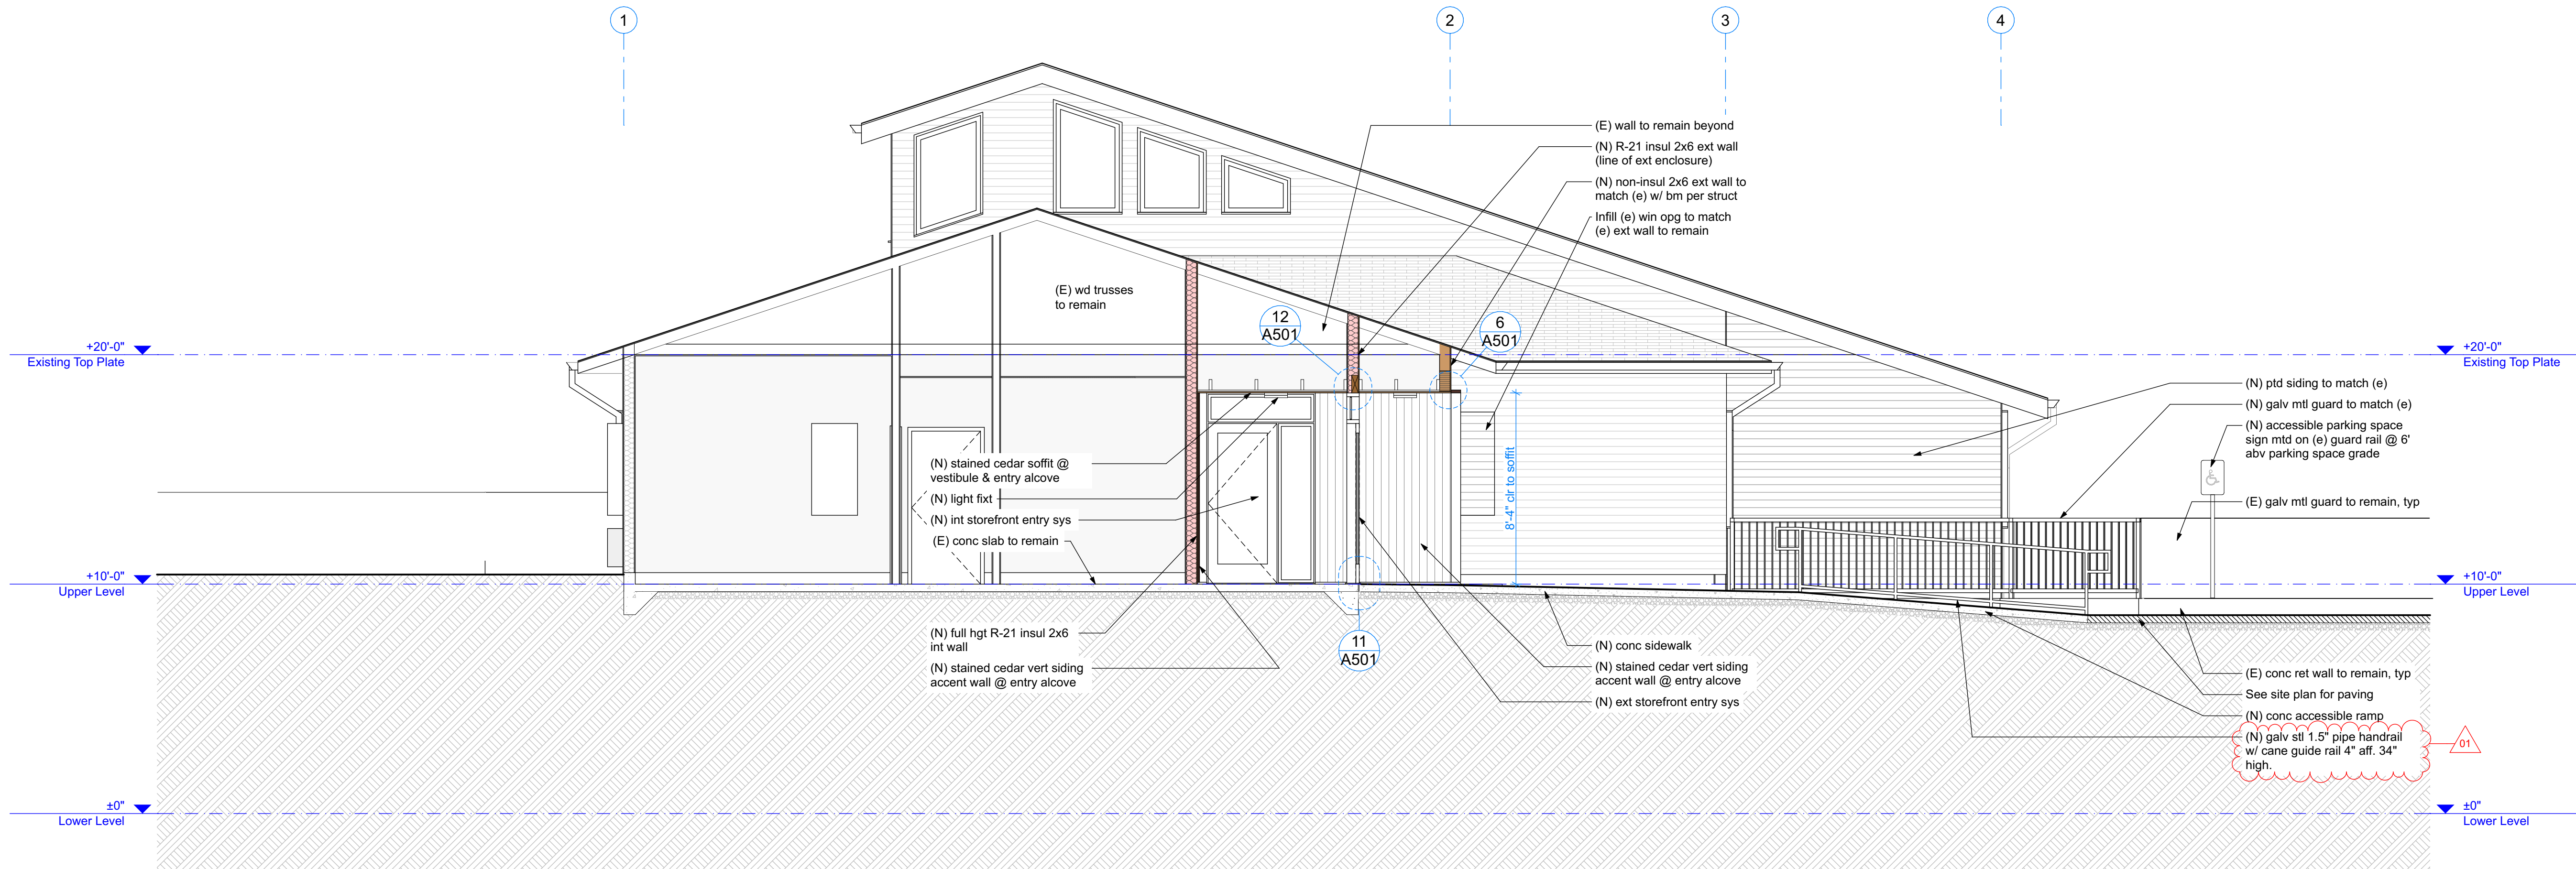 1
2
3
4
(E) wall to remain beyond
(N) R-21 insul 2x6 ext wall
(line of ext enclosure)
(N) non-insul 2x6 ext wall to
match (e) w/ bm per struct
Infill (e) win opg to match
(e) ext wall to remain
(E) wd trusses
to remain
12
A501
6
A501
+20'-0"
Existing Top Plate
+20'-0"
Existing Top Plate
(N) ptd siding to match (e)
(N) galv mtl guard to match (e)
(N) accessible parking space
sign mtd on (e) guard rail @ 6'
abv parking space grade
(E) galv mtl guard to remain, typ
(N) stained cedar soffit @
vestibule & entry alcove
(N) light fixt
(N) int storefront entry sys
(E) conc slab to remain
8'-4" clr to soffit
+10'-0"
Upper Level
+10'-0"
Upper Level
(N) full hgt R-21 insul 2x6
int wall
(N) stained cedar vert siding
accent wall @ entry alcove
11
A501
(N) conc sidewalk
(N) stained cedar vert siding
accent wall @ entry alcove
(N) ext storefront entry sys
(E) conc ret wall to remain, typ
See site plan for paving
(N) conc accessible ramp
(N) galv stl 1.5" pipe handrail
w/ cane guide rail 4" aff. 34"
high.
01
±0"
Lower Level
±0"
Lower Level